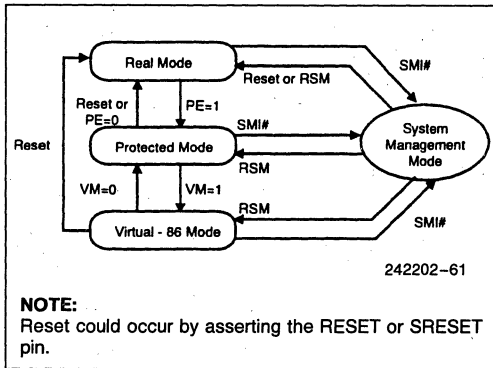 Real Mode
SMI#
Reset or RSM
Reset or
PE=0
PE=1
SMI#
System
Management
Mode
Reset
Protected Mode
RSM
VM=0
VM=1
RSM
Virtual - 86 Mode
SMI#
242202-61
NOTE:
Reset could occur by asserting the RESET or SRESET
pin.